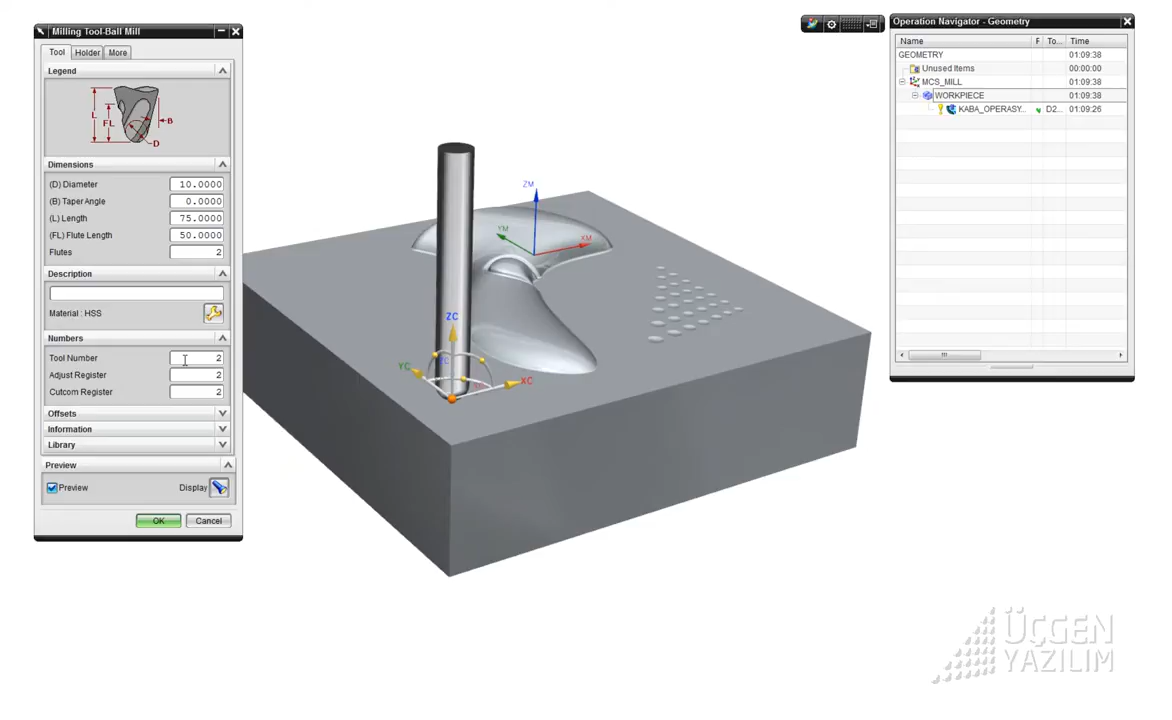 Milling Tool-Ball Mill
Tool Holder More
Legend
L
FL
B
D
Dimensions
(D) Diameter 10.0000
(B) Taper Angle 0.0000
(L) Length 75.0000
(FL) Flute Length 50.0000
Flutes 2
Description
Material : HSS
Numbers
Tool Number 2
Adjust Register 2
Cutcom Register 2
Offsets
Information
Library
Preview
Preview Display
OK Cancel
ZM
YM
XM
ZC
YC
XC
Operation Navigator - Geometry
Name To... Time
GEOMETRY 01:09:38
Unused Items 00:00:00
MCS_MILL 01:09:38
WORKPIECE 01:09:38
KABA_OPERASY... D2... 01:09:26
ÜÇGEN
YAZILIM